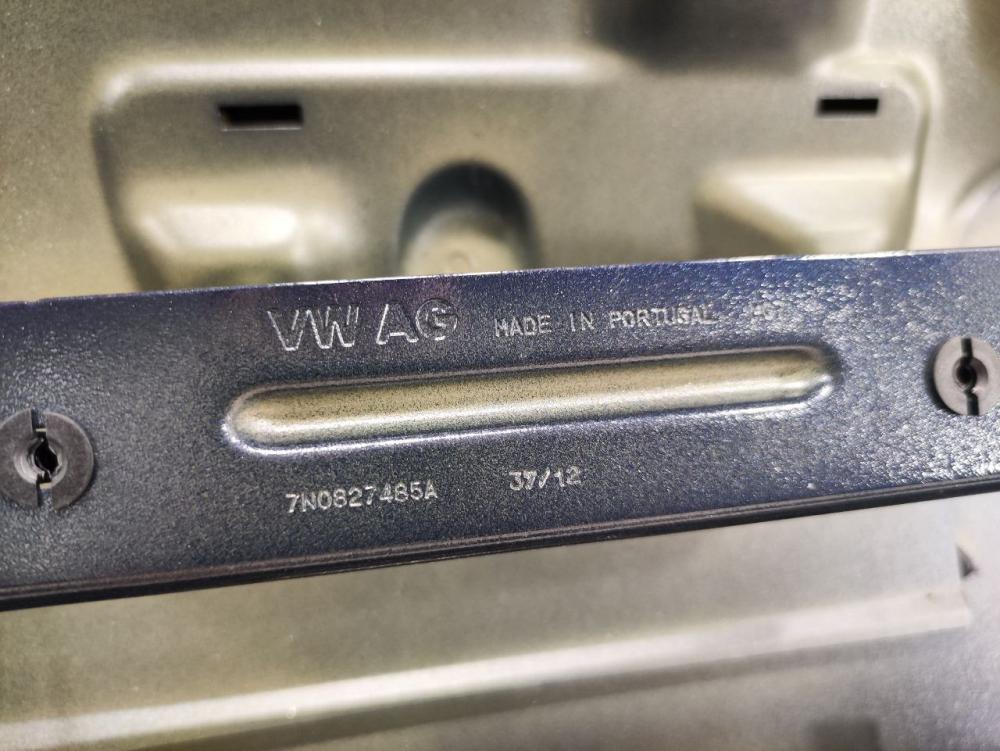 VW AG MADE IN PORTUGAL
7N0827485A 37/12